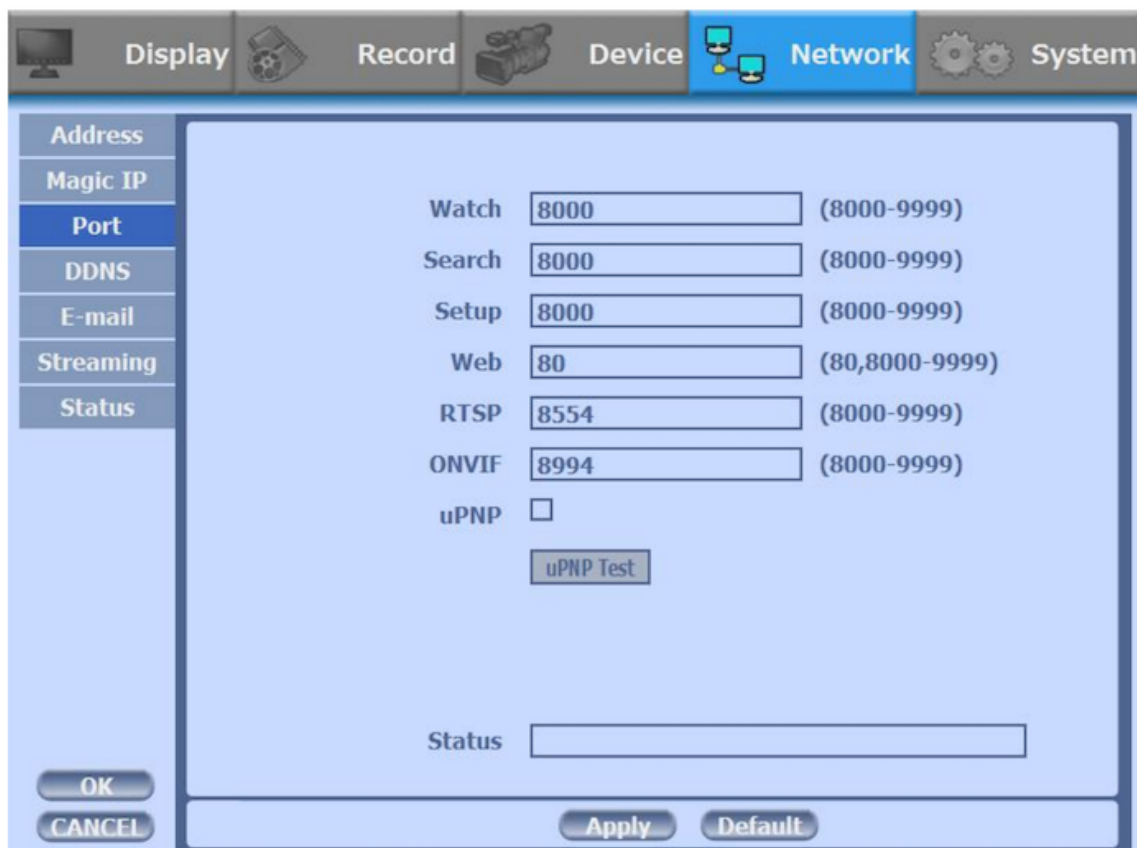 Display Record Device Network System
Address
Magic IP
Port
DDNS
E-mail
Streaming
Status
Watch 8000 (8000-9999)
Search 8000 (8000-9999)
Setup 8000 (8000-9999)
Web 80 (80,8000-9999)
RTSP 8554 (8000-9999)
ONVIF 8994 (8000-9999)
uPNP
uPNP Test
Status
OK
CANCEL
Apply Default